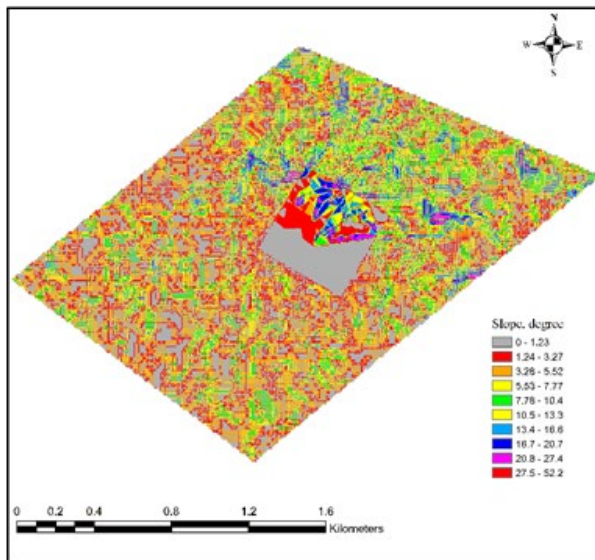 N
W E
S
Slope, degree
0 - 1.23
1.24 - 3.27
3.28 - 5.52
5.53 - 7.77
7.78 - 10.4
10.5 - 13.3
13.4 - 16.6
16.7 - 20.7
20.8 - 27.4
27.5 - 52.2
0 0.2 0.4 0.8 1.2 1.6
Kilometers